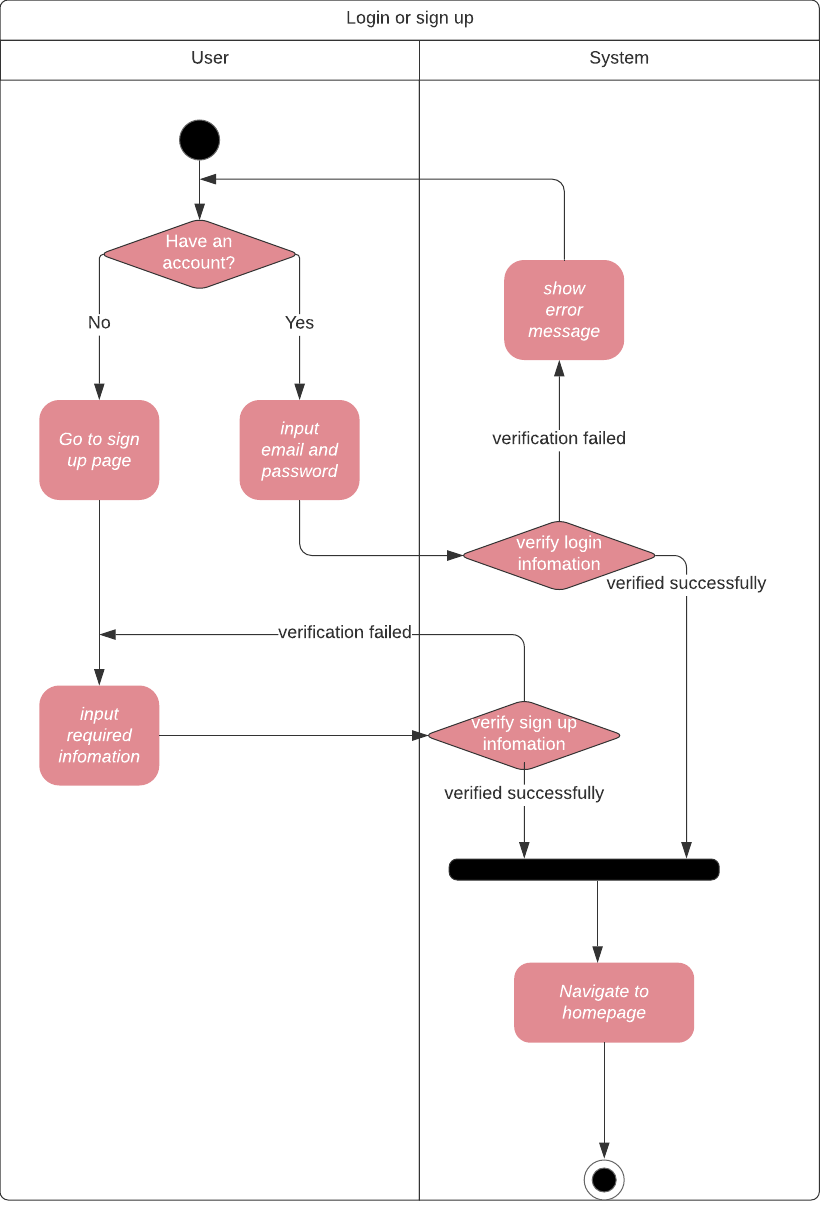 Login or sign up
User
System
Have an
account?
show
error
message
No
Yes
Go to sign
up page
input
email and
password
verification failed
verify login
infomation
verified successfully
verification failed
input
required
infomation
verify sign up
infomation
verified successfully
Navigate to
homepage